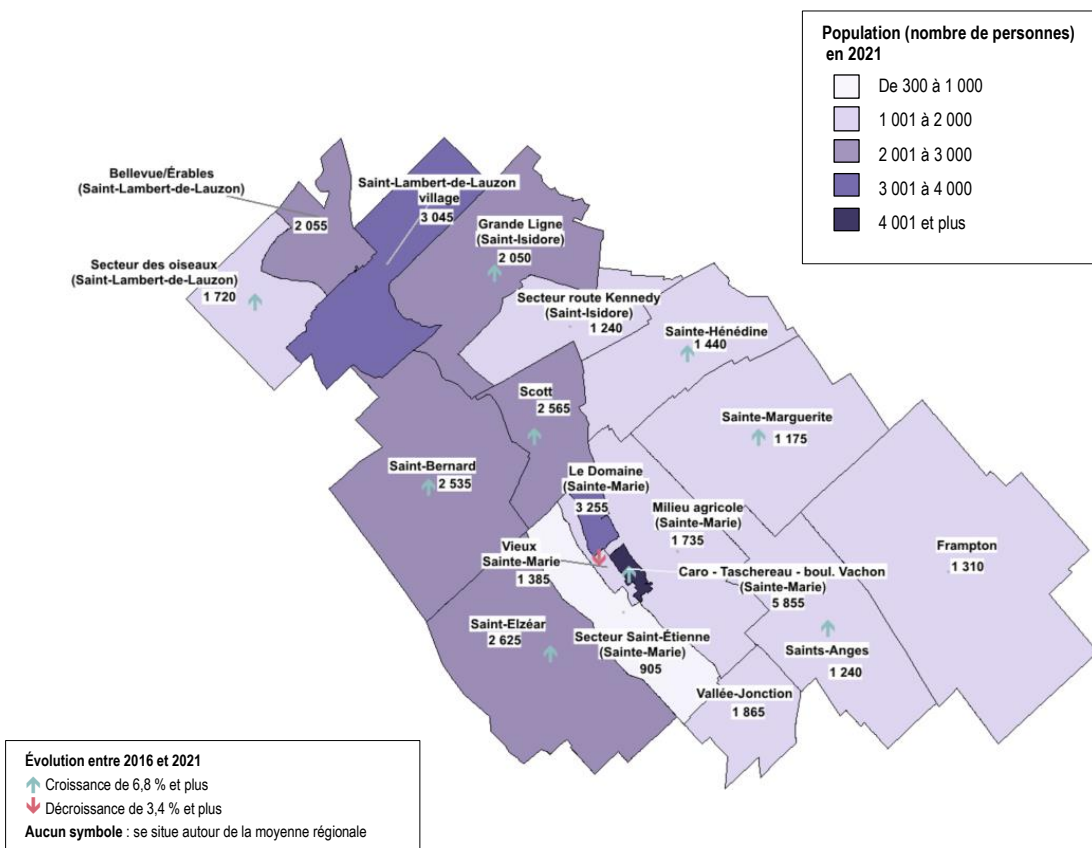 Population (nombre de personnes)
en 2021
De 300 à 1 000
1 001 à 2 000
2 001 à 3 000
3 001 à 4 000
4 001 et plus
Bellevue/Érables
(Saint-Lambert-de-Lauzon)
2 055
Saint-Lambert-de-Lauzon
village
3 045
Grande Ligne
(Saint-Isidore)
2 050
Secteur des oiseaux
(Saint-Lambert-de-Lauzon)
1 720
Secteur route Kennedy
(Saint-Isidore)
1 240
Sainte-Hénédine
1 440
Scott
2 565
Sainte-Marguerite
1 175
Saint-Bernard
2 535
Le Domaine
(Sainte-Marie)
3 255
Milieu agricole
(Sainte-Marie)
1 735
Vieux
Sainte-Marie
1 385
Caro - Taschereau - boul. Vachon
(Sainte-Marie)
5 855
Frampton
1 310
Saint-Elzéar
2 625
Secteur Saint-Étienne
(Sainte-Marie)
905
Saints-Anges
1 240
Vallée-Jonction
1 865
Évolution entre 2016 et 2021
Croissance de 6,8 % et plus
Décroissance de 3,4 % et plus
Aucun symbole : se situe autour de la moyenne régionale